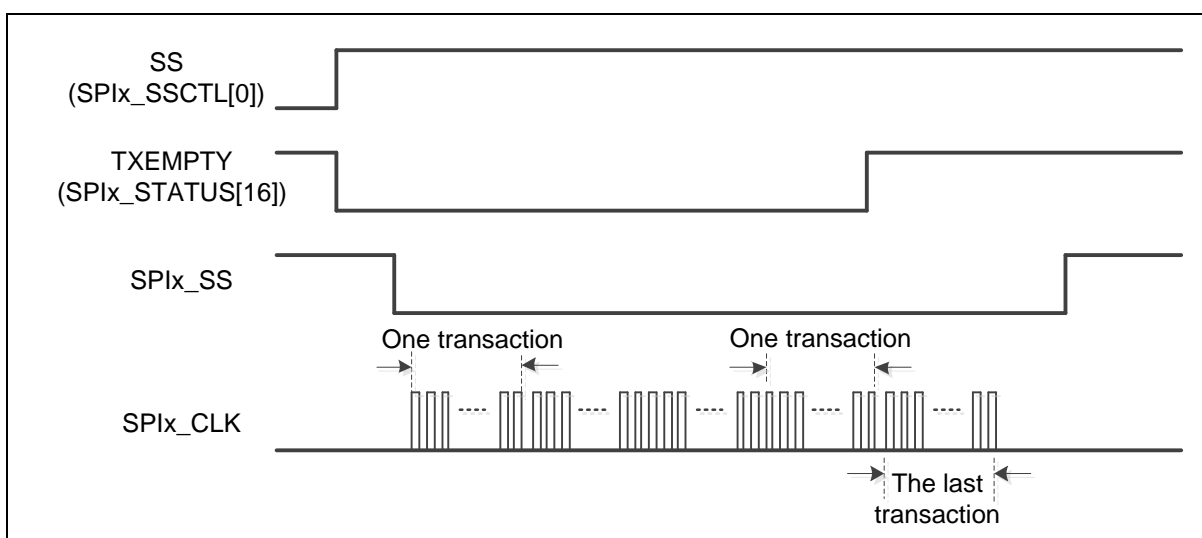 SS
(SPIx_SSCTL[0])
TXEMPTY
(SPIx_STATUS[16])
SPIx_SS
One transaction
One transaction
SPIx_CLK
The last
transaction